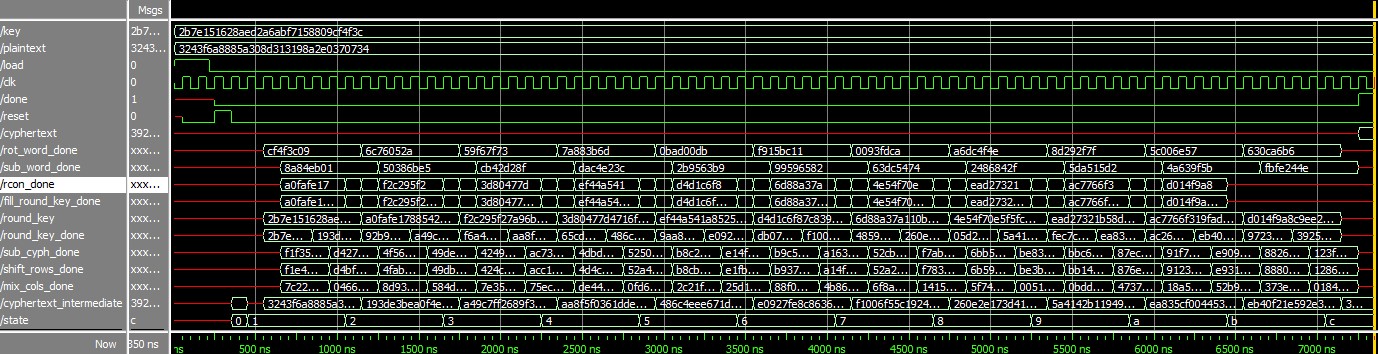 Msgs
/key 2b7... 2b7e151628aed2a6abf7158809cf4f3c
/plaintext 3243... 3243f6a8885a308d313198a2e0370734
/load 0
/clk 0
/done 1
/reset 0
/cyphertext 392...
/rot_word_done xxx... cf4f3c09 6c76052a 59f67f73 7a883b6d 0bad00db f915bc11 0093fdca a6dc4f4e 8d292f7f 5c006e57 630ca6b6
/sub_word_done xxx... 8a84eb01 50386be5 cb42d28f dac4e23c 2b9563b9 99596582 63dc5474 2486842f 5da515d2 4a639f5b fbfe244e
/rcon_done xxx... a0fafe17 f2c295f2 3d80477d ef44a541 d4d1c6f8 6d88a37a 4e54f70e ead27321 ac7766f3 d014f9a8
/fill_round_key_done xxx... a0fafe1... f2c295f... 3d80477... ef44a54... d4d1c6f... 6d88a37... 4e54f70... ead2732... ac7766f... d014f9a...
/round_key xxx... 2b7e151628ae... a0fafe1788542... f2c295f27a96b... 3d80477d4716f... ef44a541a8525... d4d1c6f87c839... 6d88a37a110b... 4e54f70e5f5fc... ead27321b58d... ac7766f319fad... d014f9a8c9ee2...
/round_key_done xxx... 2b7e... 193d... 92b9... a49c... f6a4... aa8f... 65cd... 486c... 9aa8... e092... db07... f100... 4859... 260e... 05d2... 5a41... fec7c... ea83... ac26... eb40... 9723... 3925...
/sub_cyph_done xxx... f1f35... d427... 4f56... 49de... 4249... ac73... 4dbd... 5250... b8c2... e14f... b9c5... a163... 52cb... f7ab... 6bb5... be83... bbc6... 87ec... 91f7... e909... 8826... 123f...
/shift_rows_done xxx... f1e4... d4bf... 4fab... 49db... 424c... acc1... 4d4c... 52a4... b8cb... e1fb... b937... a14f... 52a2... f783... 6b59... be3b... bb14... 876e... 9123... e931... 8880... 1286...
/mix_cols_done xxx... 7c22... 0466... 8d93... 584d... 7e35... 75ec... de44... 0fd6... 2c21f... 25d1... 88f0... 4b86... 6f8a... 1415... 5f74... 0051... 0bdd... 4737... 18a5... 52b9... 373e... 0184...
/cyphertext_intermediate 392... 3243f6a8885a3... 193de3bea0f4e... a49c7ff2689f3... aa8f5f0361dde... 486c4eee671d... e0927fe8c8636... f1006f55c1924... 260e2e173d41... 5a4142b11949... ea835cf004453... eb40f21e592e3... 3...
/state c 0 1 2 3 4 5 6 7 8 9 a b c
Now 350 ns ns 500 ns 1000 ns 1500 ns 2000 ns 2500 ns 3000 ns 3500 ns 4000 ns 4500 ns 5000 ns 5500 ns 6000 ns 6500 ns 7000 ns